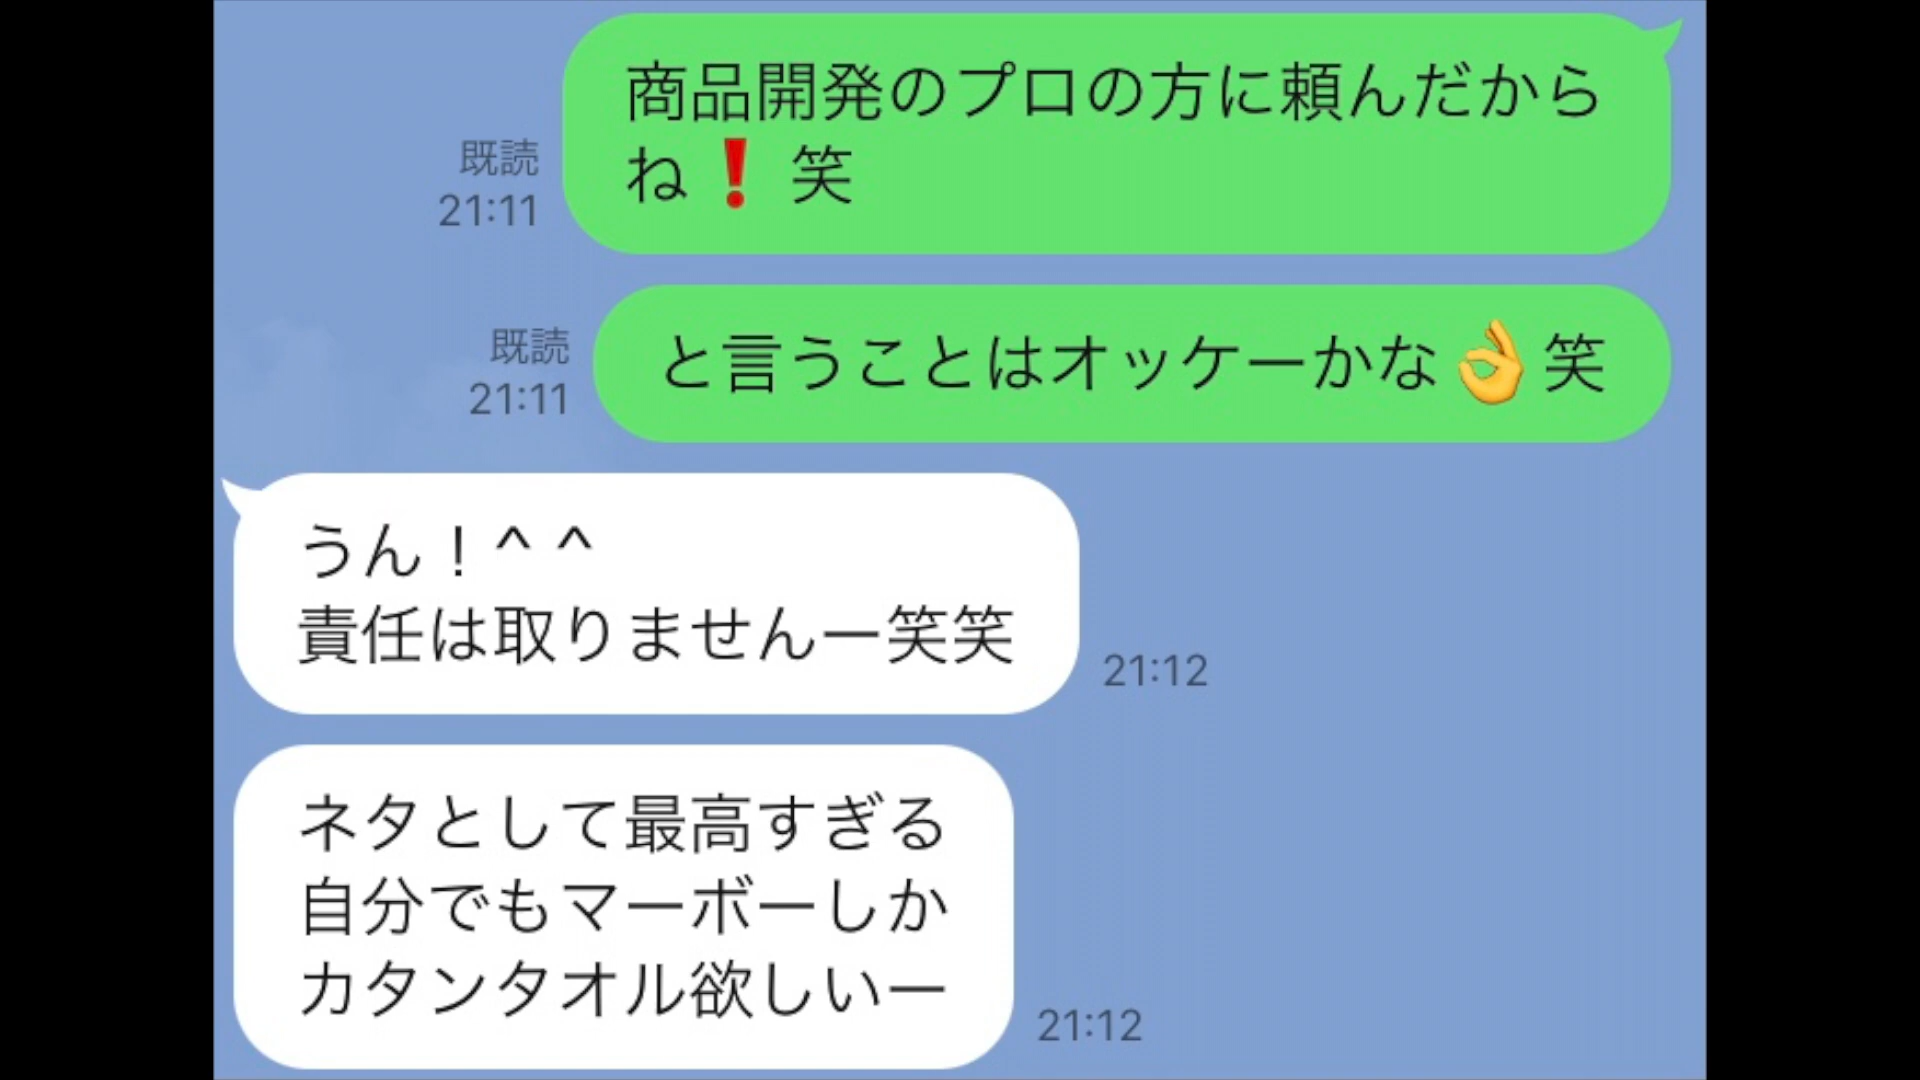 商品開発のプロの方に頼んだから
ね❗笑
既読
21:11
と言うことはオッケーかな👌笑
既読
21:11
うん！^ ^
責任は取りませんー笑笑
21:12
ネタとして最高すぎる
自分でもマーボーしか
カタンタオル欲しいー
21:12